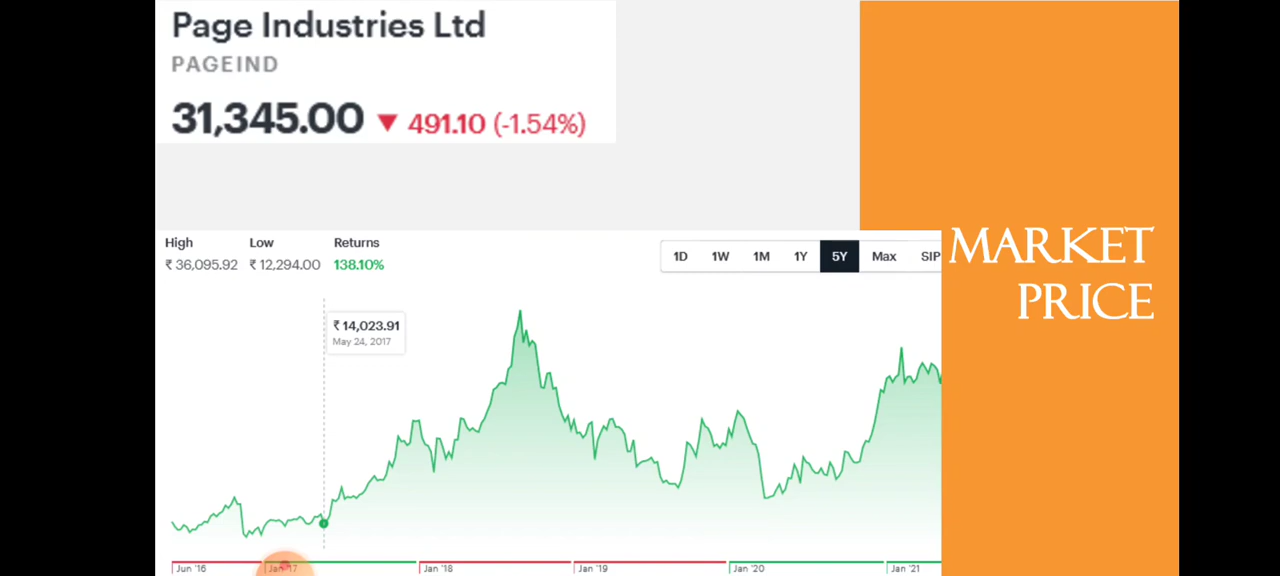 Page Industries Ltd
PAGEIND
31,345.00 ▼ 491.10 (-1.54%)
High Low Returns
₹ 36,095.92 ₹ 12,294.00 138.10%
1D 1W 1M 1Y 5Y Max SIP
MARKET
PRICE
₹ 14,023.91
May 24, 2017
Jun '16 Jan '17 Jan '18 Jan '19 Jan '20 Jan '21